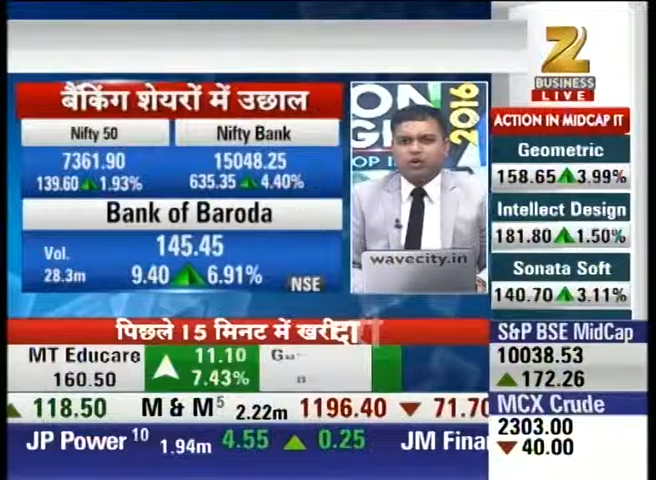 BUSINESS
LIVE
बैंकिंग शेयरों में उछाल
Nifty 50
Nifty Bank
7361.90
139.60 1.93%
15048.25
635.35 4.40%
Bank of Baroda
Vol.
28.3m
145.45
9.40 6.91%
NSE
ON
2016
wavecity.in
ACTION IN MIDCAP IT
Geometric
158.65 3.99%
Intellect Design
181.80 1.50%
Sonata Soft
140.70 3.11%
पिछले 15 मिनट में
MT Educare
160.50
11.10
7.43%
S&P BSE MidCap
10038.53
172.26
118.50 M & M 5 2.22m 1196.40 71.70
MCX Crude
2303.00
40.00
JP Power 10 1.94m 4.55 0.25 JM